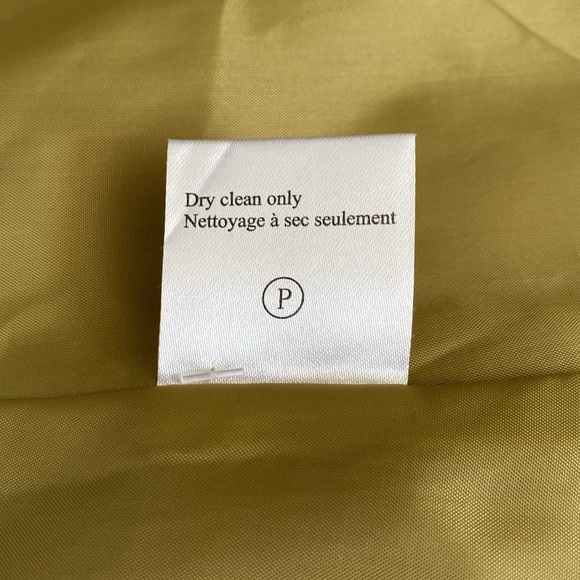 Dry clean only
Nettoyage à sec seulement
P